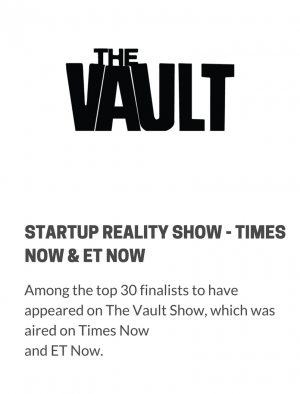 THE
VAULT
STARTUP REALITY SHOW - TIMES
NOW & ET NOW
Among the top 30 finalists to have
appeared on The Vault Show, which was
aired on Times Now
and ET Now.